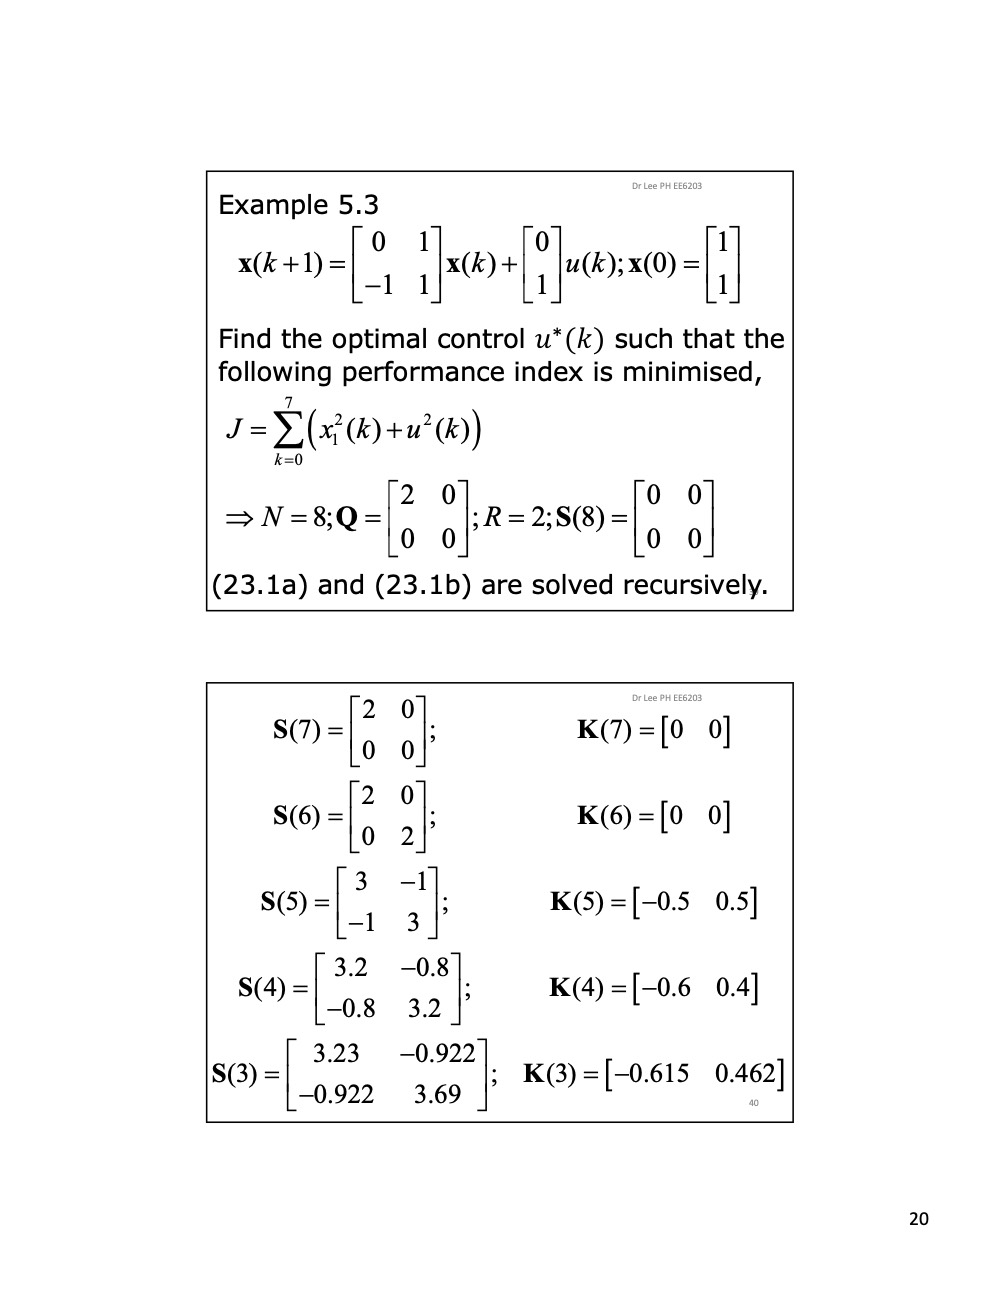 Dr Lee PH EE6203
Example 5.3
x(k+1) = [0 1; −1 1] x(k) + [0; 1] u(k); x(0) = [1; 1]
Find the optimal control u*(k) such that the
following performance index is minimised,
J = ∑_{k=0}^{7} (x₁²(k) + u²(k))
⇒ N = 8; Q = [2 0; 0 0]; R = 2; S(8) = [0 0; 0 0]
(23.1a) and (23.1b) are solved recursively.
Dr Lee PH EE6203
S(7) = [2 0; 0 0]; K(7) = [0 0]
S(6) = [2 0; 0 2]; K(6) = [0 0]
S(5) = [3 −1; −1 3]; K(5) = [−0.5 0.5]
S(4) = [3.2 −0.8; −0.8 3.2]; K(4) = [−0.6 0.4]
S(3) = [3.23 −0.922; −0.922 3.69]; K(3) = [−0.615 0.462]
40
20